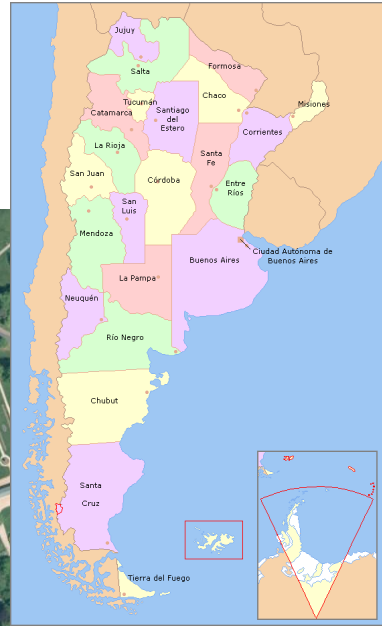 Jujuy
Salta
Formosa
Chaco
Misiones
Tucumán
Catamarca
Santiago
del
Estero
Corrientes
La Rioja
Santa
Fe
San Juan
Córdoba
Entre
Ríos
San
Luis
Mendoza
Ciudad Autónoma de
Buenos Aires
Buenos Aires
La Pampa
Neuquén
Río Negro
Chubut
Santa
Cruz
Tierra del Fuego